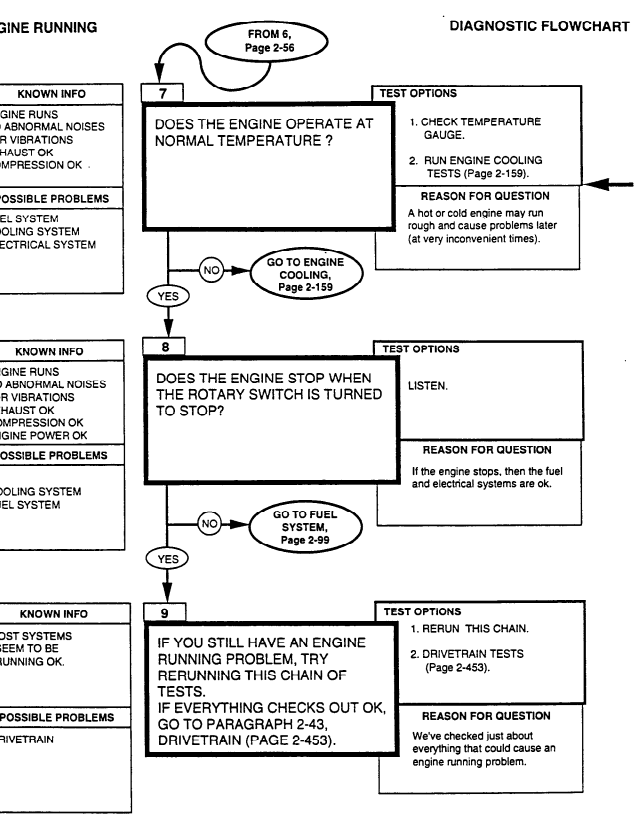 GINE RUNNING
DIAGNOSTIC FLOWCHART
FROM 6,
Page 2-56
KNOWN INFO
GINE RUNS
ABNORMAL NOISES
R VIBRATIONS
HAUST OK
OMPRESSION OK .
POSSIBLE PROBLEMS
EL SYSTEM
OOLING SYSTEM
ECTRICAL SYSTEM
7
DOES THE ENGINE OPERATE AT
NORMAL TEMPERATURE ?
TEST OPTIONS
1. CHECK TEMPERATURE
GAUGE.
2. RUN ENGINE COOLING
TESTS (Page 2-159).
REASON FOR QUESTION
A hot or cold engine may run
rough and cause problems later
(at very inconvenient times).
NO
GO TO ENGINE
COOLING,
Page 2-159
YES
KNOWN INFO
GINE RUNS
ABNORMAL NOISES
R VIBRATIONS
HAUST OK
OMPRESSION OK
GINE POWER OK
OSSIBLE PROBLEMS
OOLING SYSTEM
UEL SYSTEM
8
DOES THE ENGINE STOP WHEN
THE ROTARY SWITCH IS TURNED
TO STOP?
TEST OPTIONS
LISTEN.
REASON FOR QUESTION
If the engine stops, then the fuel
and electrical systems are ok.
NO
GO TO FUEL
SYSTEM,
Page 2-99
YES
KNOWN INFO
OST SYSTEMS
SEEM TO BE
RUNNING OK.
POSSIBLE PROBLEMS
RIVETRAIN
9
IF YOU STILL HAVE AN ENGINE
RUNNING PROBLEM, TRY
RERUNNING THIS CHAIN OF
TESTS.
IF EVERYTHING CHECKS OUT OK,
GO TO PARAGRAPH 2-43,
DRIVETRAIN (PAGE 2-453).
TEST OPTIONS
1. RERUN THIS CHAIN.
2. DRIVETRAIN TESTS
(Page 2-453).
REASON FOR QUESTION
We've checked just about
everything that could cause an
engine running problem.